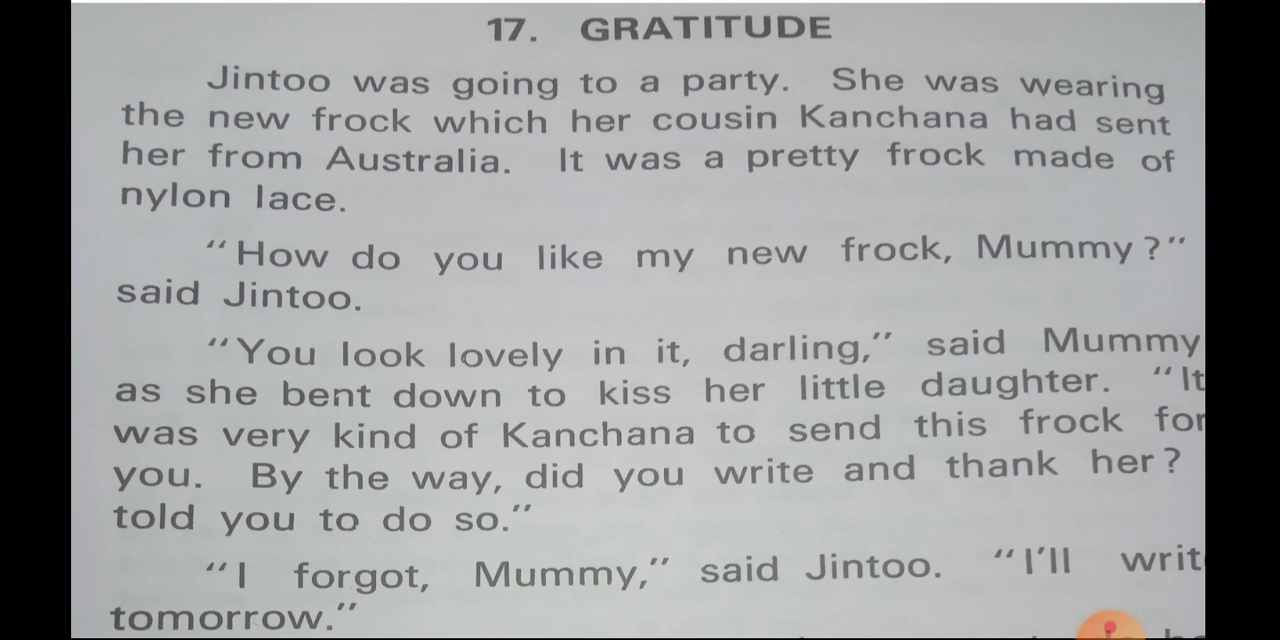 17. GRATITUDE
Jintoo was going to a party. She was wearing
the new frock which her cousin Kanchana had sent
her from Australia. It was a pretty frock made of
nylon lace.
“How do you like my new frock, Mummy?”
said Jintoo.
“You look lovely in it, darling,” said Mummy
as she bent down to kiss her little daughter. “It
was very kind of Kanchana to send this frock for
you. By the way, did you write and thank her?
told you to do so.”
“I forgot, Mummy,” said Jintoo. “I’ll
tomorrow.”